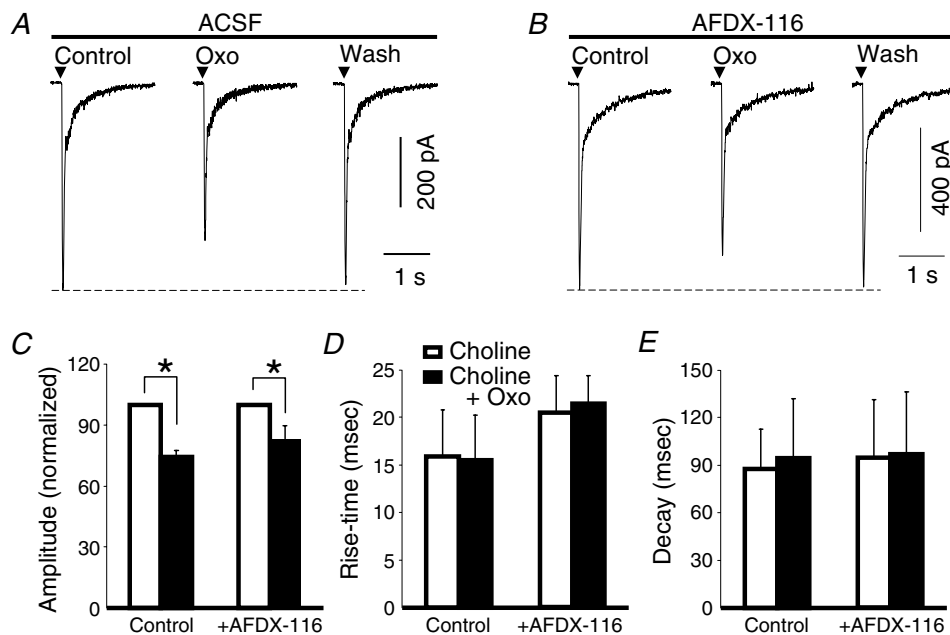 A ACSF
Control Oxo Wash
200 pA
1 s
B AFDX-116
Control Oxo Wash
400 pA
1 s
C
Amplitude (normalized)
120
90
60
30
0
Control +AFDX-116
*
*
D
Choline
Choline
+ Oxo
Rise-time (msec)
25
20
15
10
5
0
Control +AFDX-116
E
Decay (msec)
150
120
90
60
30
0
Control +AFDX-116